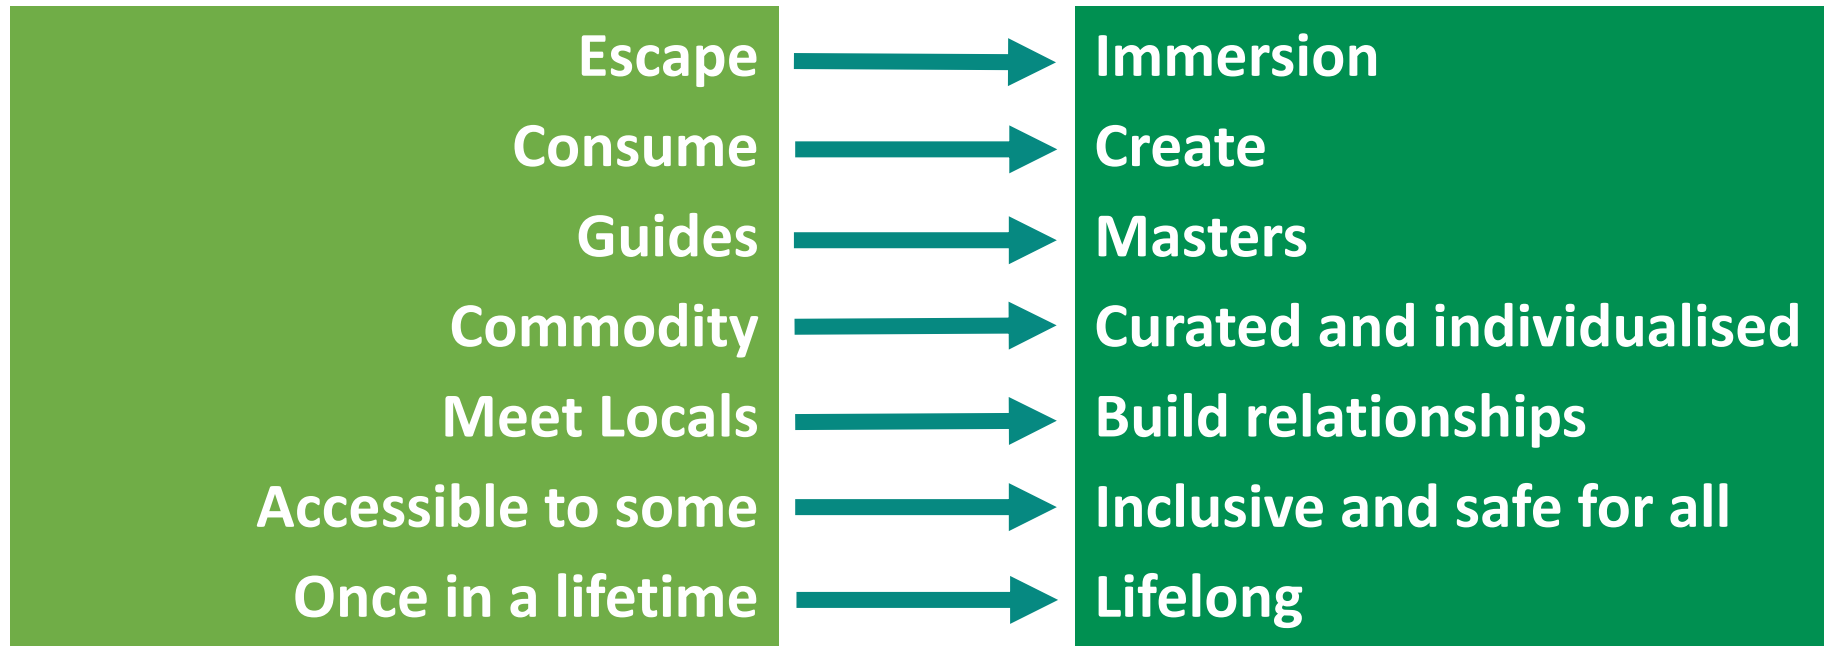 Escape Immersion
Consume Create
Guides Masters
Commodity Curated and individualised
Meet Locals Build relationships
Accessible to some Inclusive and safe for all
Once in a lifetime Lifelong